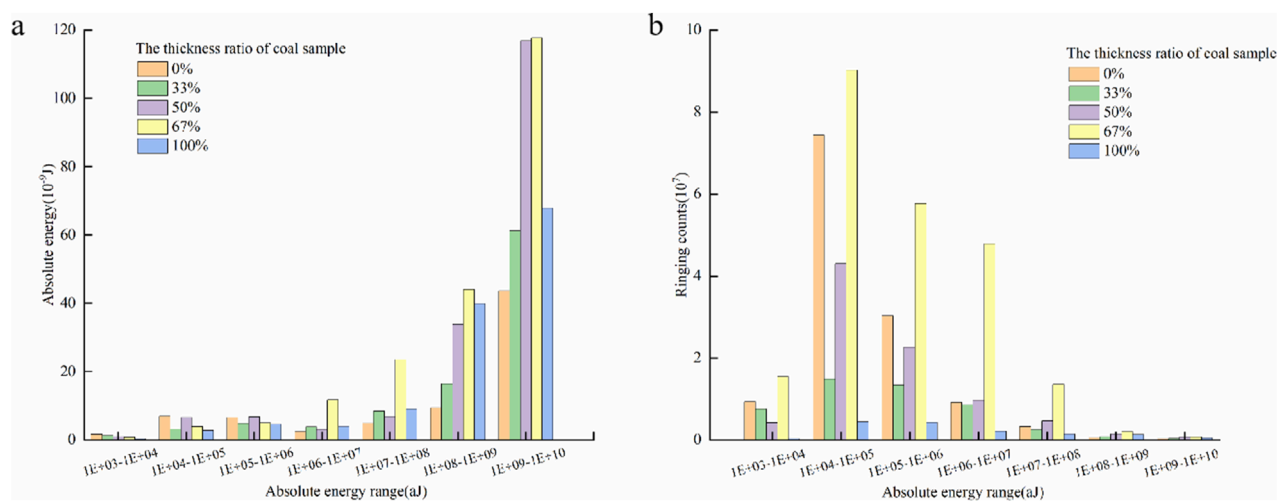 a
120
100
80
60
40
20
0
Absolute energy(10⁻⁹J)
The thickness ratio of coal sample
0%
33%
50%
67%
100%
1E+03-1E+04
1E+04-1E+05
1E+05-1E+06
1E+06-1E+07
1E+07-1E+08
1E+08-1E+09
1E+09-1E+10
Absolute energy range(aJ)
b
10
8
6
4
2
0
Ringing counts(10⁷)
The thickness ratio of coal sample
0%
33%
50%
67%
100%
1E+03-1E+04
1E+04-1E+05
1E+05-1E+06
1E+06-1E+07
1E+07-1E+08
1E+08-1E+09
1E+09-1E+10
Absolute energy range(aJ)